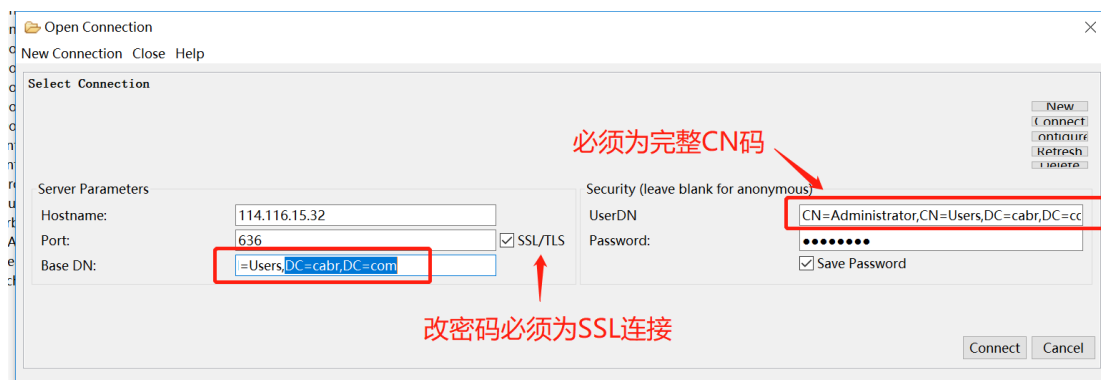 Open Connection
New Connection Close Help
Select Connection
New
Connect
onfigure
Refresh
Delete
必须为完整CN码
Server Parameters
Security (leave blank for anonymous)
Hostname: 114.116.15.32
UserDN CN=Administrator,CN=Users,DC=cabr,DC=cc
Port: 636 SSL/TLS
Password: ●●●●●●●●
Base DN: =Users,DC=cabr,DC=com
Save Password
改密码必须为SSL连接
Connect Cancel